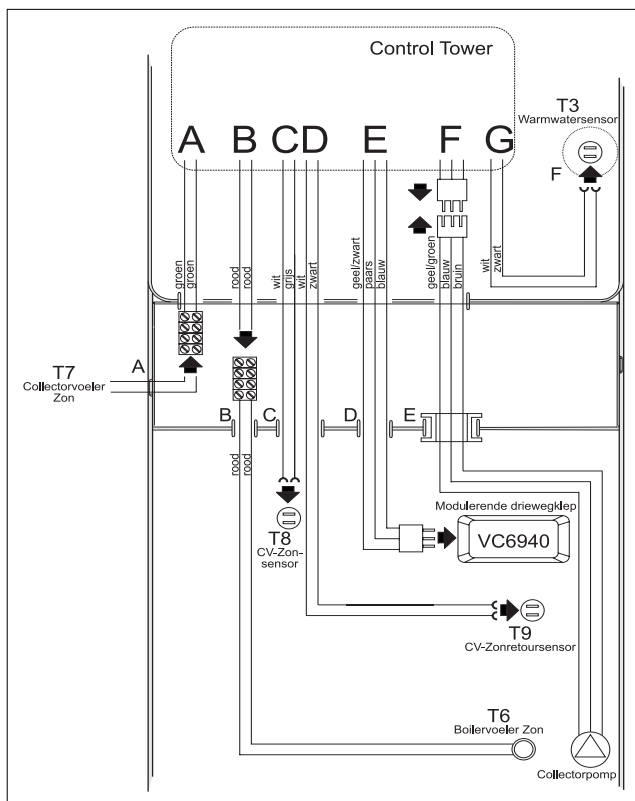 Control Tower
A B C D E F G
T3
Warmwatersensor
F
groen
groen
rood
rood
wit
grijs
wit
zwart
geel/zwart
paars
blauw
geel/groen
blauw
bruin
wit
zwart
T7
Collectorvoeler
Zon
A
B
C
D
E
rood
rood
T8
CV-Zon-
sensor
Modulerende driewegklep
VC6940
T9
CV-Zonretoursensor
T6
Boilervoeler Zon
Collectorpomp